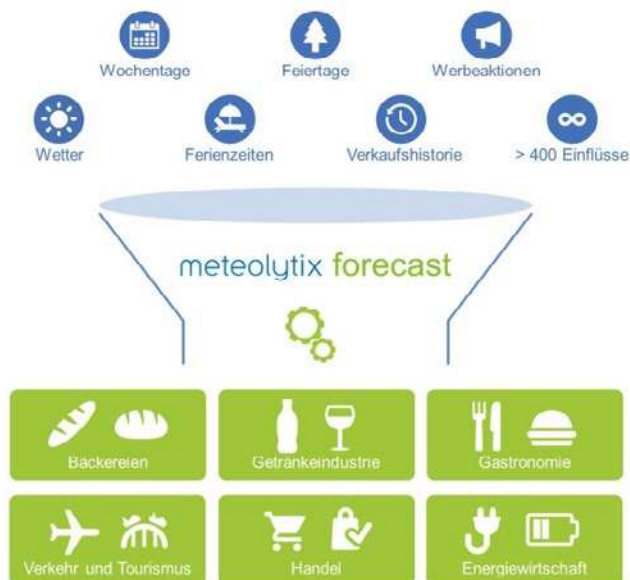 Wochentage
Feiertage
Werbeaktionen
Wetter
Ferienzeiten
Verkaufshistorie
> 400 Einflüsse
meteolytix forecast
Bäckereien
Getränkeindustrie
Gastronomie
Verkehr und Tourismus
Handel
Energiewirtschaft